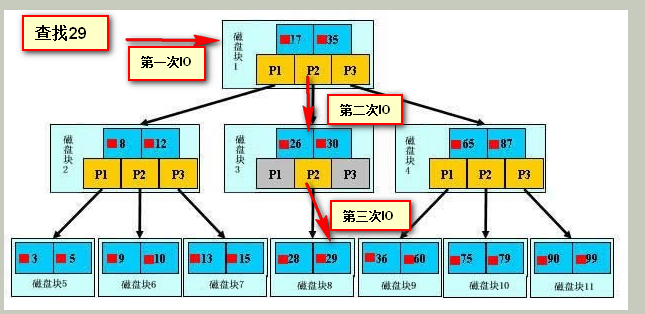 查找29
第一次IO
磁盘块1
17 35
P1 P2 P3
第二次IO
磁盘块2
8 12
P1 P2 P3
磁盘块3
26 30
P1 P2 P3
磁盘块4
65 87
P1 P2 P3
第三次IO
3 5
磁盘块5
9 10
磁盘块6
13 15
磁盘块7
28 29
磁盘块8
36 60
磁盘块9
75 79
磁盘块10
90 99
磁盘块11